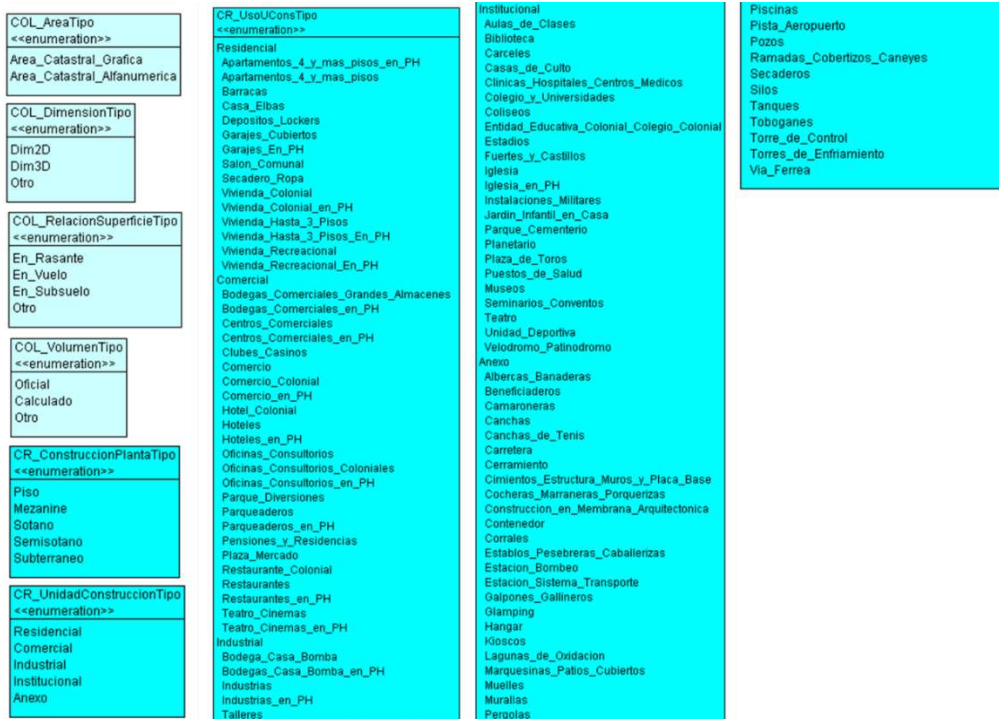 COL_AreaTipo
<<enumeration>>
Area_Catastral_Grafica
Area_Catastral_Alfanumerica
COL_DimensionTipo
<<enumeration>>
Dim2D
Dim3D
Otro
COL_RelacionSuperficieTipo
<<enumeration>>
En_Rasante
En_Vuelo
En_Subsuelo
Otro
COL_VolumenTipo
<<enumeration>>
Oficial
Calculado
Otro
CR_ConstruccionPlantaTipo
<<enumeration>>
Piso
Mezanine
Sotano
Semisotano
Subterraneo
CR_UnidadConstruccionTipo
<<enumeration>>
Residencial
Comercial
Industrial
Institucional
Anexo
CR_UsoUConsTipo
<<enumeration>>
Residencial
Apartamentos_4_y_mas_pisos_en_PH
Apartamentos_4_y_mas_pisos
Barracas
Casa_Elbas
Depositos_Lockers
Garajes_Cubiertos
Garajes_En_PH
Salon_Comunal
Secadero_Ropa
Vivienda_Colonial
Vivienda_Colonial_en_PH
Vivienda_Hasta_3_Pisos
Vivienda_Hasta_3_Pisos_En_PH
Vivienda_Recreacional
Vivienda_Recreacional_En_PH
Comercial
Bodegas_Comerciales_Grandes_Almacenes
Bodegas_Comerciales_en_PH
Centros_Comerciales
Centros_Comerciales_en_PH
Clubes_Casinos
Comercio
Comercio_Colonial
Comercio_en_PH
Hotel_Colonial
Hoteles
Hoteles_en_PH
Oficinas_Consultorios
Oficinas_Consultorios_Coloniales
Oficinas_Consultorios_en_PH
Parque_Diversiones
Parqueaderos
Parqueaderos_en_PH
Pensiones_y_Residencias
Plaza_Mercado
Restaurante_Colonial
Restaurantes
Restaurantes_en_PH
Teatro_Cinemas
Teatro_Cinemas_en_PH
Industrial
Bodega_Casa_Bomba
Bodegas_Casa_Bomba_en_PH
Industrias
Industrias_en_PH
Talleres
Institucional
Aulas_de_Clases
Biblioteca
Carceles
Casas_de_Culto
Clinicas_Hospitales_Centros_Medicos
Colegio_y_Universidades
Coliseos
Entidad_Educativa_Colonial_Colegio_Colonial
Estadios
Fuertes_y_Castillos
Iglesia
Iglesia_en_PH
Instalaciones_Militares
Jardin_Infantil_en_Casa
Parque_Cementerio
Planetario
Plaza_de_Toros
Puestos_de_Salud
Museos
Seminarios_Conventos
Teatro
Unidad_Deportiva
Velodromo_Patinodromo
Anexo
Albercas_Banaderas
Beneficiaderos
Camaroneras
Canchas
Canchas_de_Tenis
Carretera
Cerramiento
Cimientos_Estructura_Muros_y_Placa_Base
Cocheras_Marraneras_Porquerizas
Construccion_en_Membrana_Arquitectonica
Contenedor
Corrales
Establos_Pesebreras_Caballerizas
Estacion_Bombeo
Estacion_Sistema_Transporte
Galpones_Gallineros
Glamping
Hangar
Kioscos
Lagunas_de_Oxidacion
Marquesinas_Patios_Cubiertos
Muelles
Murallas
Pergolas
Piscinas
Pista_Aeropuerto
Pozos
Ramadas_Cobertizos_Caneyes
Secaderos
Silos
Tanques
Toboganes
Torre_de_Control
Torres_de_Enfriamiento
Via_Ferrea